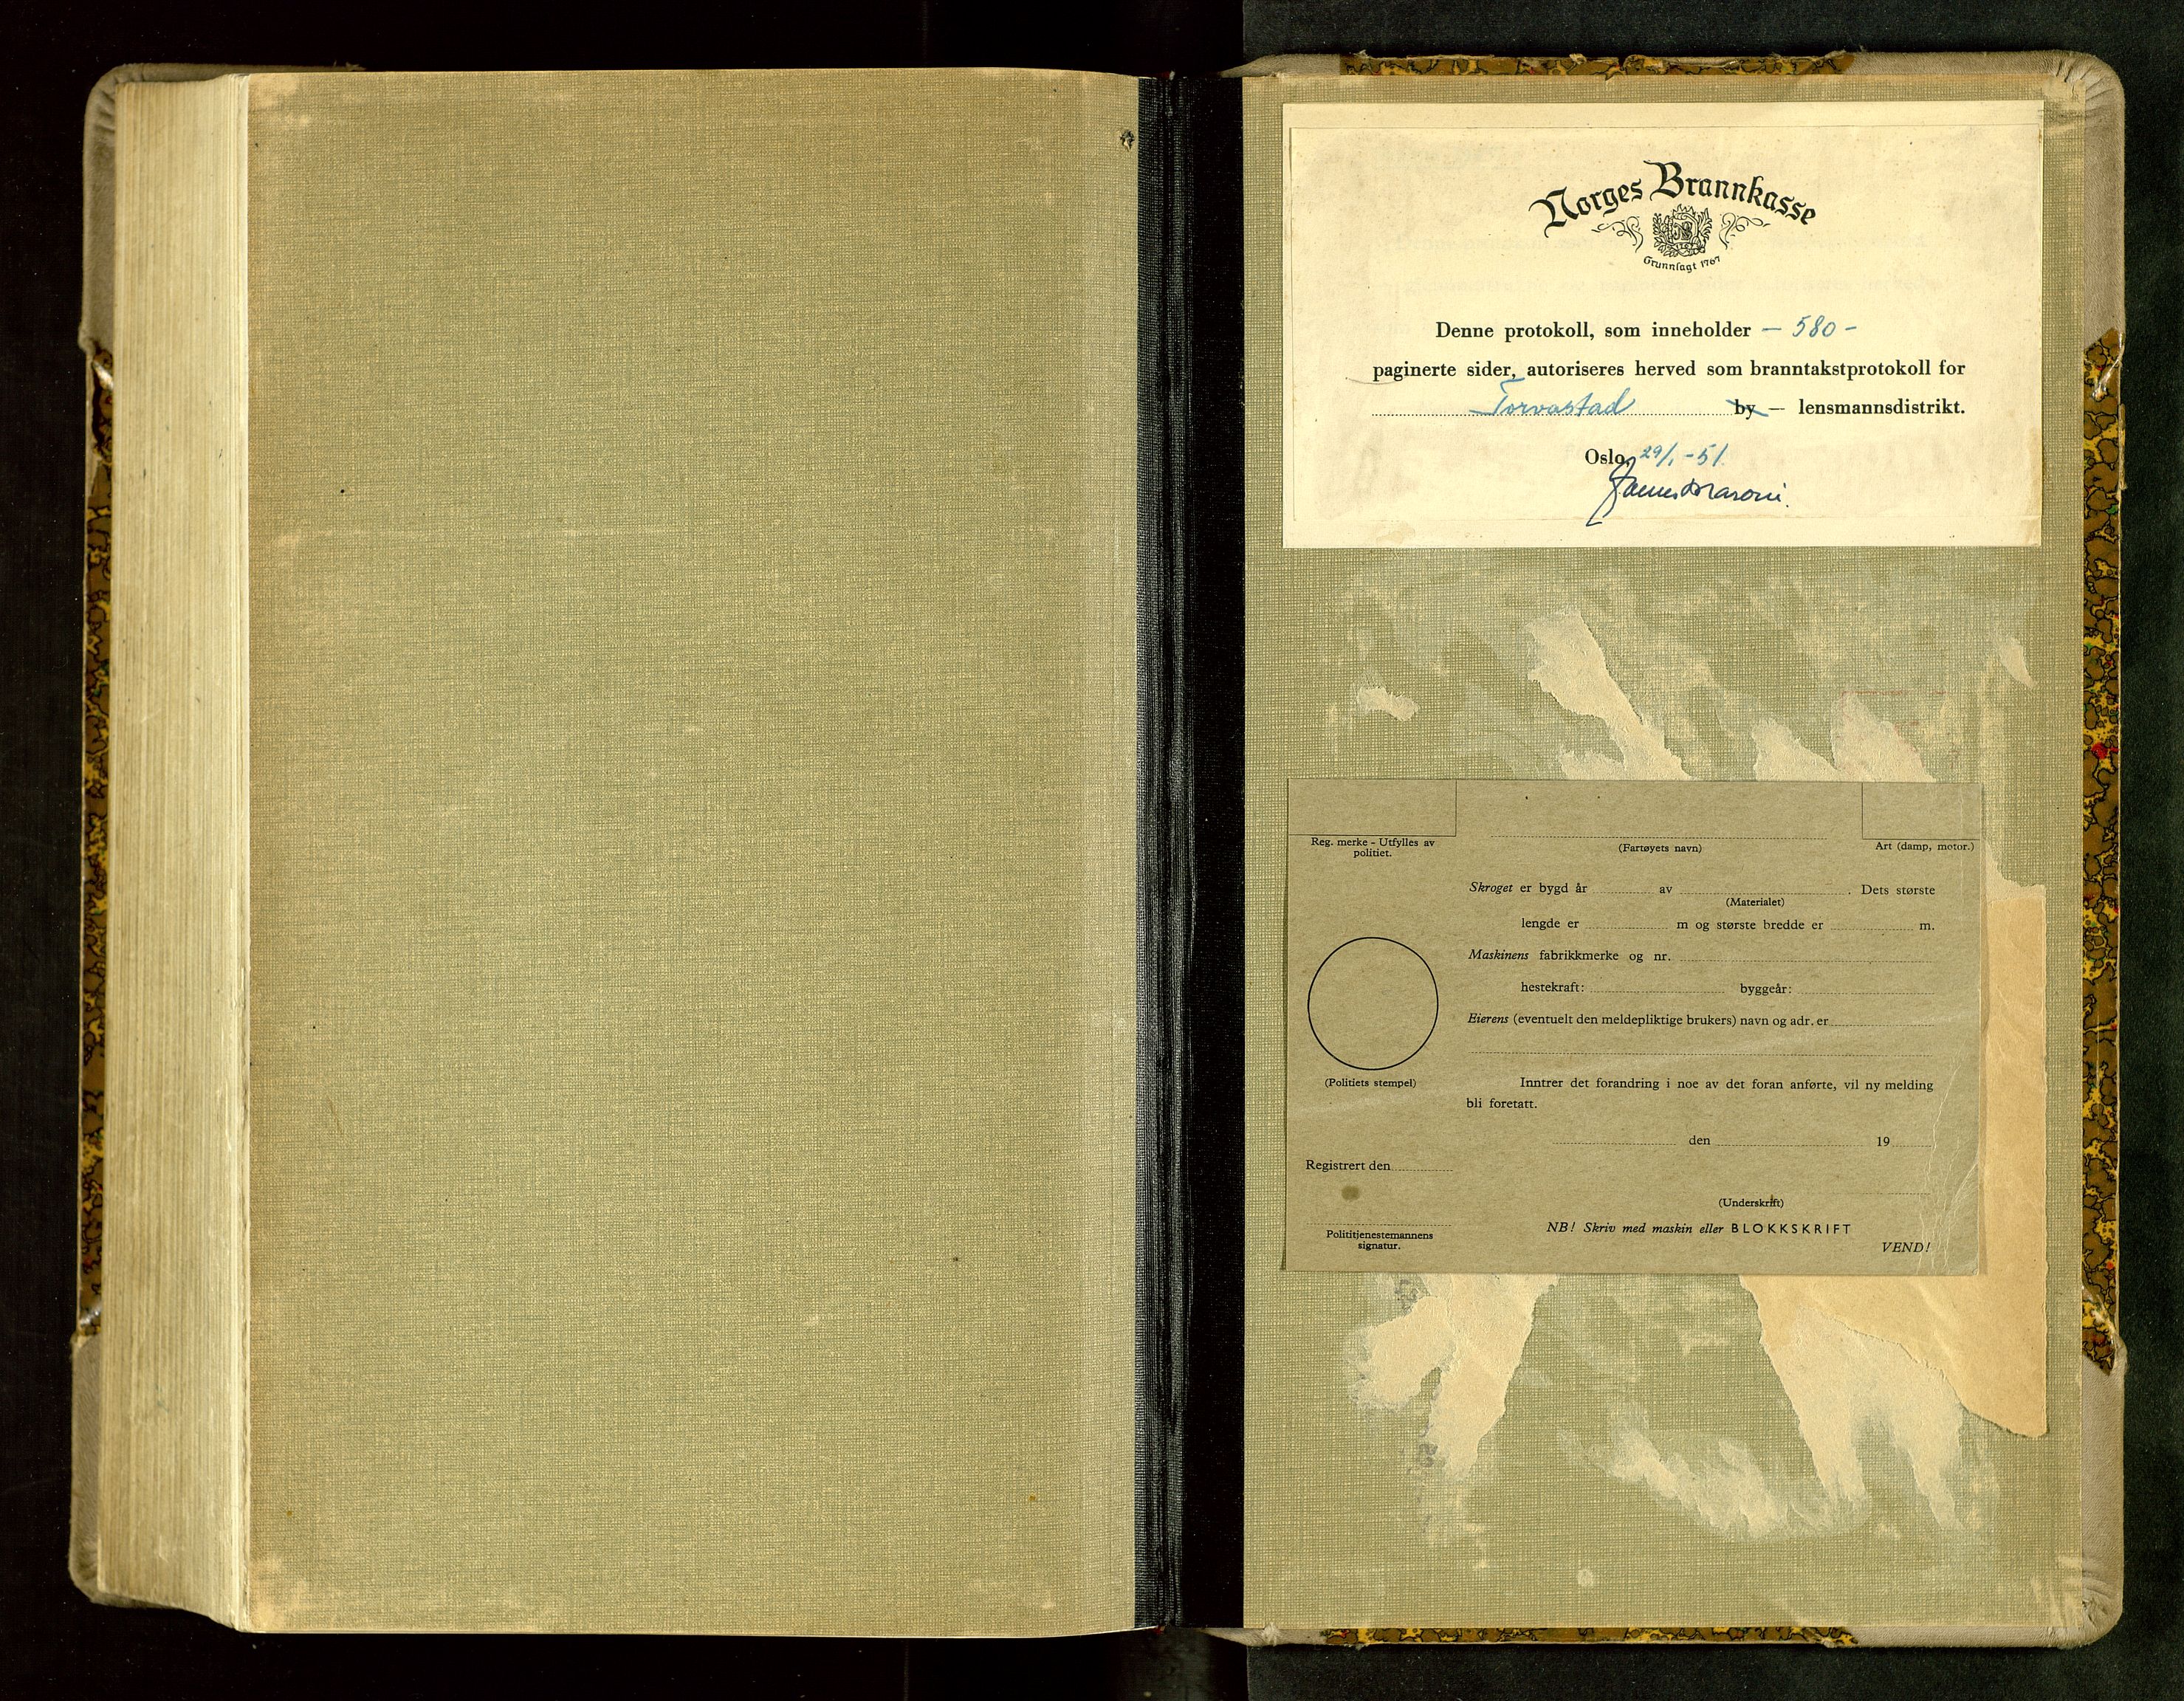 Norges Brannkasse
Grunnlagt 1767
Denne protokoll, som inneholder - 580 -
paginerte sider, autoriseres herved som branntakstprotokoll for
Torvastad by — lensmannsdistrikt.
Oslo, 29/1 - 51.
Reg. merke - Utfylles av
politiet.
(Fartøyets navn)
Art (damp, motor.)
Skroget er bygd år av . Dets største
(Materialet)
lengde er m og største bredde er m.
Maskinens fabrikkmerke og nr.
hestekraft: byggeår:
Eierens (eventuelt den meldepliktige brukers) navn og adr. er
(Politiets stempel)
Inntrer det forandring i noe av det foran anførte, vil ny melding
bli foretatt.
den 19
Registrert den
(Underskrift)
Polititjenestemannens
signatur.
NB! Skriv med maskin eller BLOKKSKRIFT
VEND!